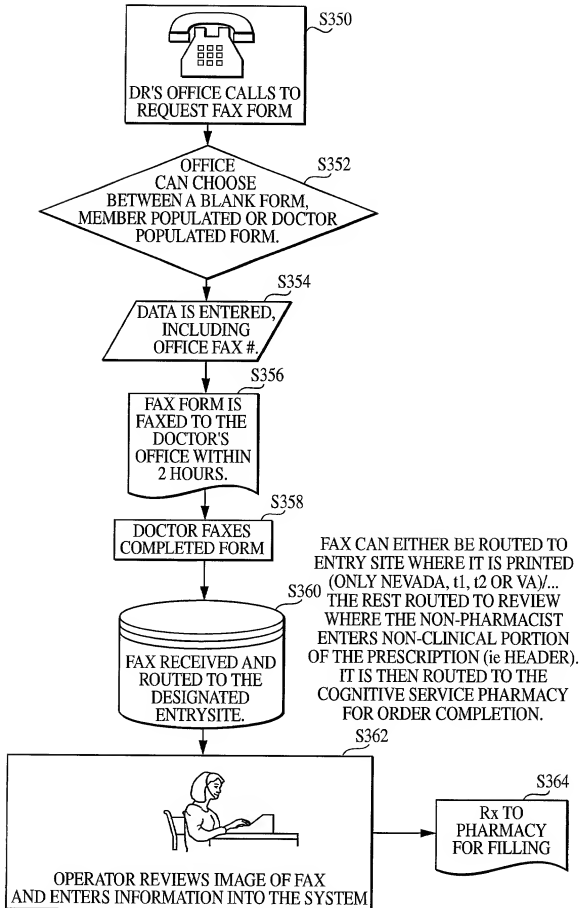 S350
DR'S OFFICE CALLS TO
REQUEST FAX FORM
S352
OFFICE
CAN CHOOSE
BETWEEN A BLANK FORM,
MEMBER POPULATED OR DOCTOR
POPULATED FORM.
S354
DATA IS ENTERED,
INCLUDING
OFFICE FAX #.
S356
FAX FORM IS
FAXED TO THE
DOCTOR'S
OFFICE WITHIN
2 HOURS.
S358
DOCTOR FAXES
COMPLETED FORM
FAX CAN EITHER BE ROUTED TO
ENTRY SITE WHERE IT IS PRINTED
(ONLY NEVADA, t1, t2 OR VA)/...
THE REST ROUTED TO REVIEW
WHERE THE NON-PHARMACIST
ENTERS NON-CLINICAL PORTION
OF THE PRESCRIPTION (ie HEADER).
IT IS THEN ROUTED TO THE
COGNITIVE SERVICE PHARMACY
FOR ORDER COMPLETION.
S360
FAX RECEIVED AND
ROUTED TO THE
DESIGNATED
ENTRYSITE.
S362
OPERATOR REVIEWS IMAGE OF FAX
AND ENTERS INFORMATION INTO THE SYSTEM
S364
Rx TO
PHARMACY
FOR FILLING